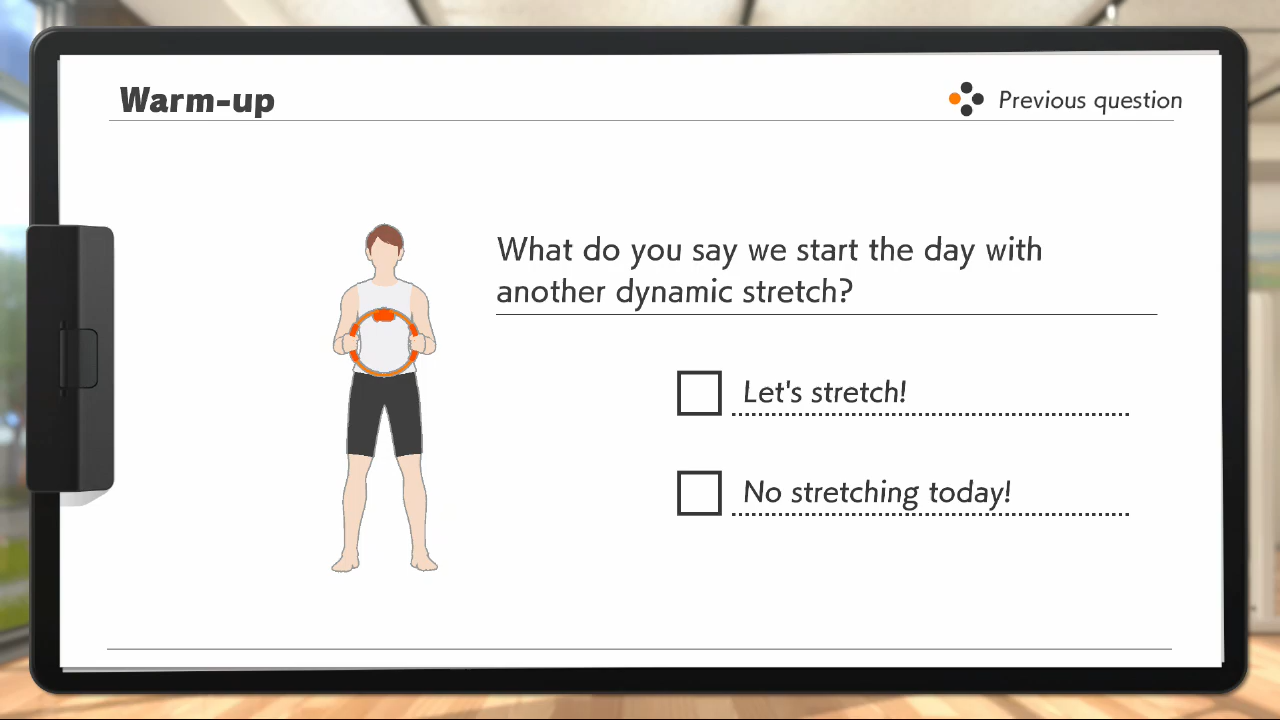 Warm-up
Previous question
What do you say we start the day with
another dynamic stretch?
Let's stretch!
No stretching today!